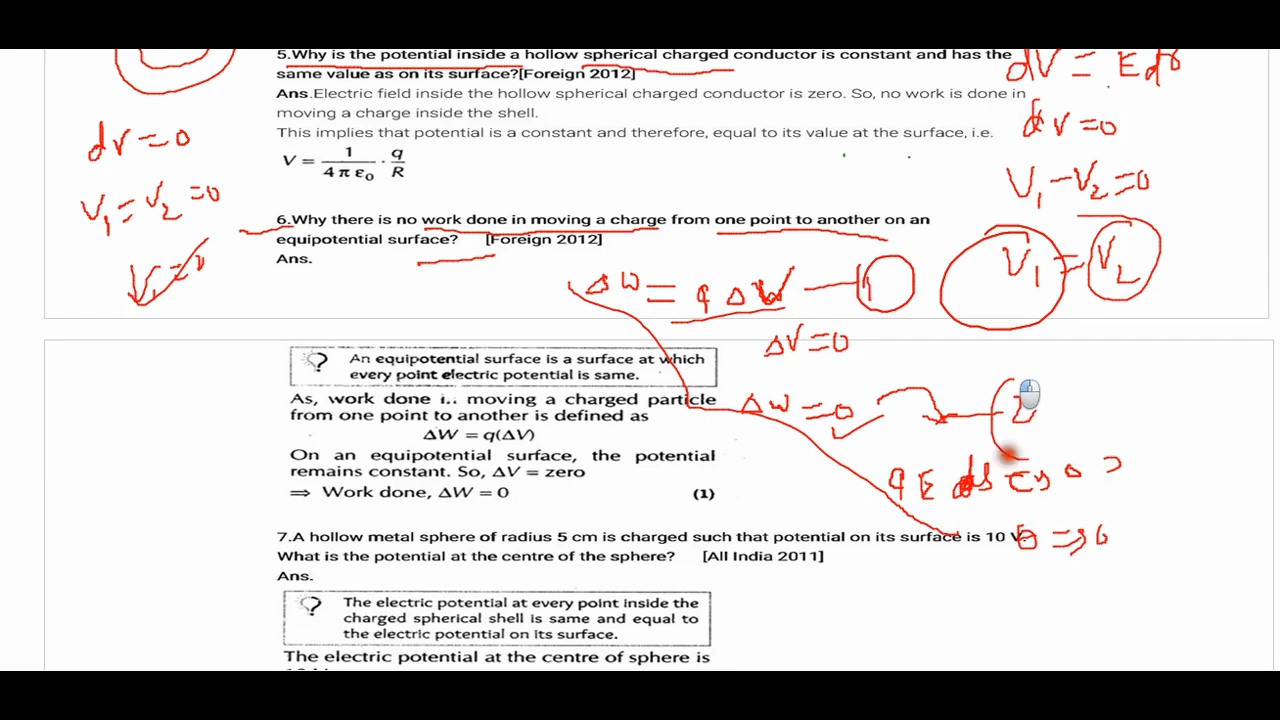 5.Why is the potential inside a hollow spherical charged conductor is constant and has the
same value as on its surface?[Foreign 2012]
Ans.Electric field inside the hollow spherical charged conductor is zero. So, no work is done in
moving a charge inside the shell.
This implies that potential is a constant and therefore, equal to its value at the surface, i.e.
V = 1/4πε₀ · q/R
dV = Edr
dV = 0
V₁ - V₂ = 0
V₁ = V₂
dV = 0
V₁ = V₂ = 0
6.Why there is no work done in moving a charge from one point to another on an
equipotential surface? [Foreign 2012]
Ans.
ΔW = qΔV — 1
ΔV = 0
ΔW = 0
An equipotential surface is a surface at which
every point electric potential is same.
As, work done i.. moving a charged particle
from one point to another is defined as
ΔW = q(ΔV)
On an equipotential surface, the potential
remains constant. So, ΔV = zero
⇒ Work done, ΔW = 0 (1)
qE ds
7.A hollow metal sphere of radius 5 cm is charged such that potential on its surface is 10 V.
What is the potential at the centre of the sphere? [All India 2011]
Ans.
The electric potential at every point inside the
charged spherical shell is same and equal to
the electric potential on its surface.
The electric potential at the centre of sphere is